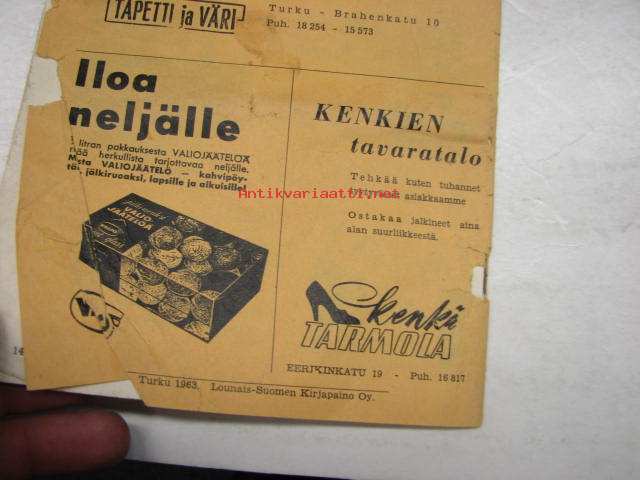 TAPETTI ja VÄRI
Turku - Brahenkatu 10
Puh. 18 254 - 15 573
Iloa
neljälle
litran pakkauksesta VALIOJÄÄTELÖÄ
herkullista tarjottavaa neljälle.
VALIOJÄÄTELÖ — kahvipöy-
jälkiruoaksi, lapsille ja aikuisille!
VALIO
JÄÄTELÖÄ
KENKIEN
tavaratalo
Tehkää kuten tuhannet
asiakkaamme
Ostakaa jalkineet aina
alan suurliikkeestä.
Kenkä
TARMOLA
EERIKINKATU 19 - Puh. 16 817
14
Turku 1963, Lounais-Suomen Kirjapaino Oy.
Antikvariaatti.net